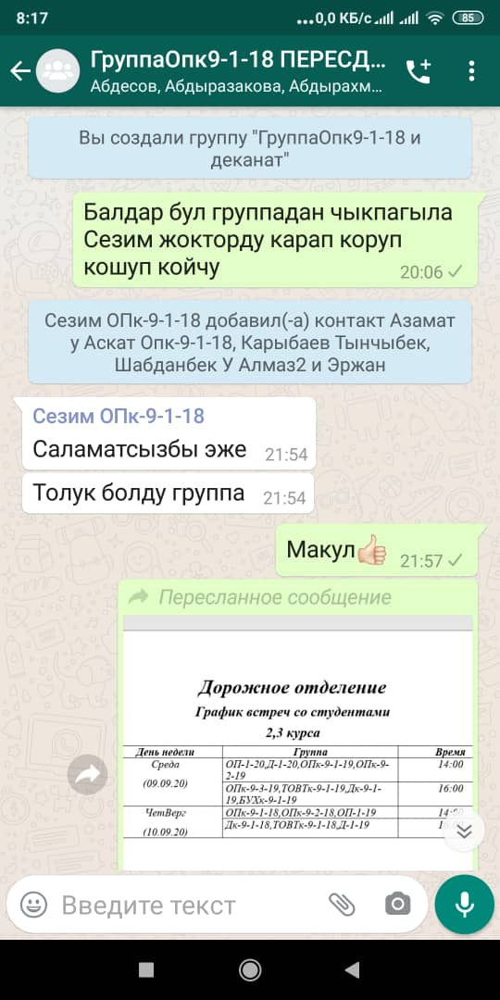 8:17
...0,0 КБ/с
85
ГруппаОпк9-1-18 ПЕРЕСД...
Абдесов, Абдыразакова, Абдырахм...
Вы создали группу "ГруппаОпк9-1-18 и
деканат"
Балдар бул группадан чыкпагыла
Сезим жокторду карап коруп
кошуп койчу
20:06
Сезим ОПк-9-1-18 добавил(-а) контакт Азамат
у Аскат Опк-9-1-18, Карыбаев Тынчыбек,
Шабданбек У Алмаз2 и Эржан
Сезим ОПк-9-1-18
Саламатсызбы эже 21:54
Толук болду группа 21:54
Макул👍 21:57
Пересланное сообщение
Дорожное отделение
График встреч со студентами
2,3 курса
День недели Группа Время
Среда ОП-1-20,Д-1-20,ОПк-9-1-19,ОПк-9- 14:00
2-19
(09.09.20) ОПк-9-3-19,ТОВТк-9-1-19,Дк-9-1- 16:00
19,БУХк-9-1-19
ЧетВерг ОПк-9-1-18,ОПк-9-2-18,ОП-1-19
(10.09.20) Дк-9-1-18,ТОВТк-9-1-18,Д-1-19
Введите текст